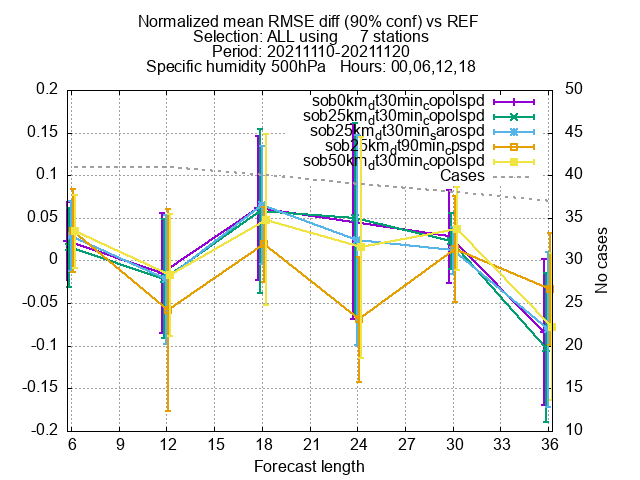 Normalized mean RMSE diff (90% conf) vs REF
Selection: ALL using     7 stations
Period: 20211110-20211120
Specific humidity 500hPa   Hours: 00,06,12,18
0.2
0.15
0.1
0.05
0
-0.05
-0.1
-0.15
-0.2
50
45
40
35
30
25
20
15
10
No cases
sob0km_dt30min_copolspd
sob25km_dt30min_copolspd
sob25km_dt30min_sarospd
sob25km_dt90min_cpspd
sob50km_dt30min_copolspd
Cases
6 9 12 15 18 21 24 27 30 33 36
Forecast length